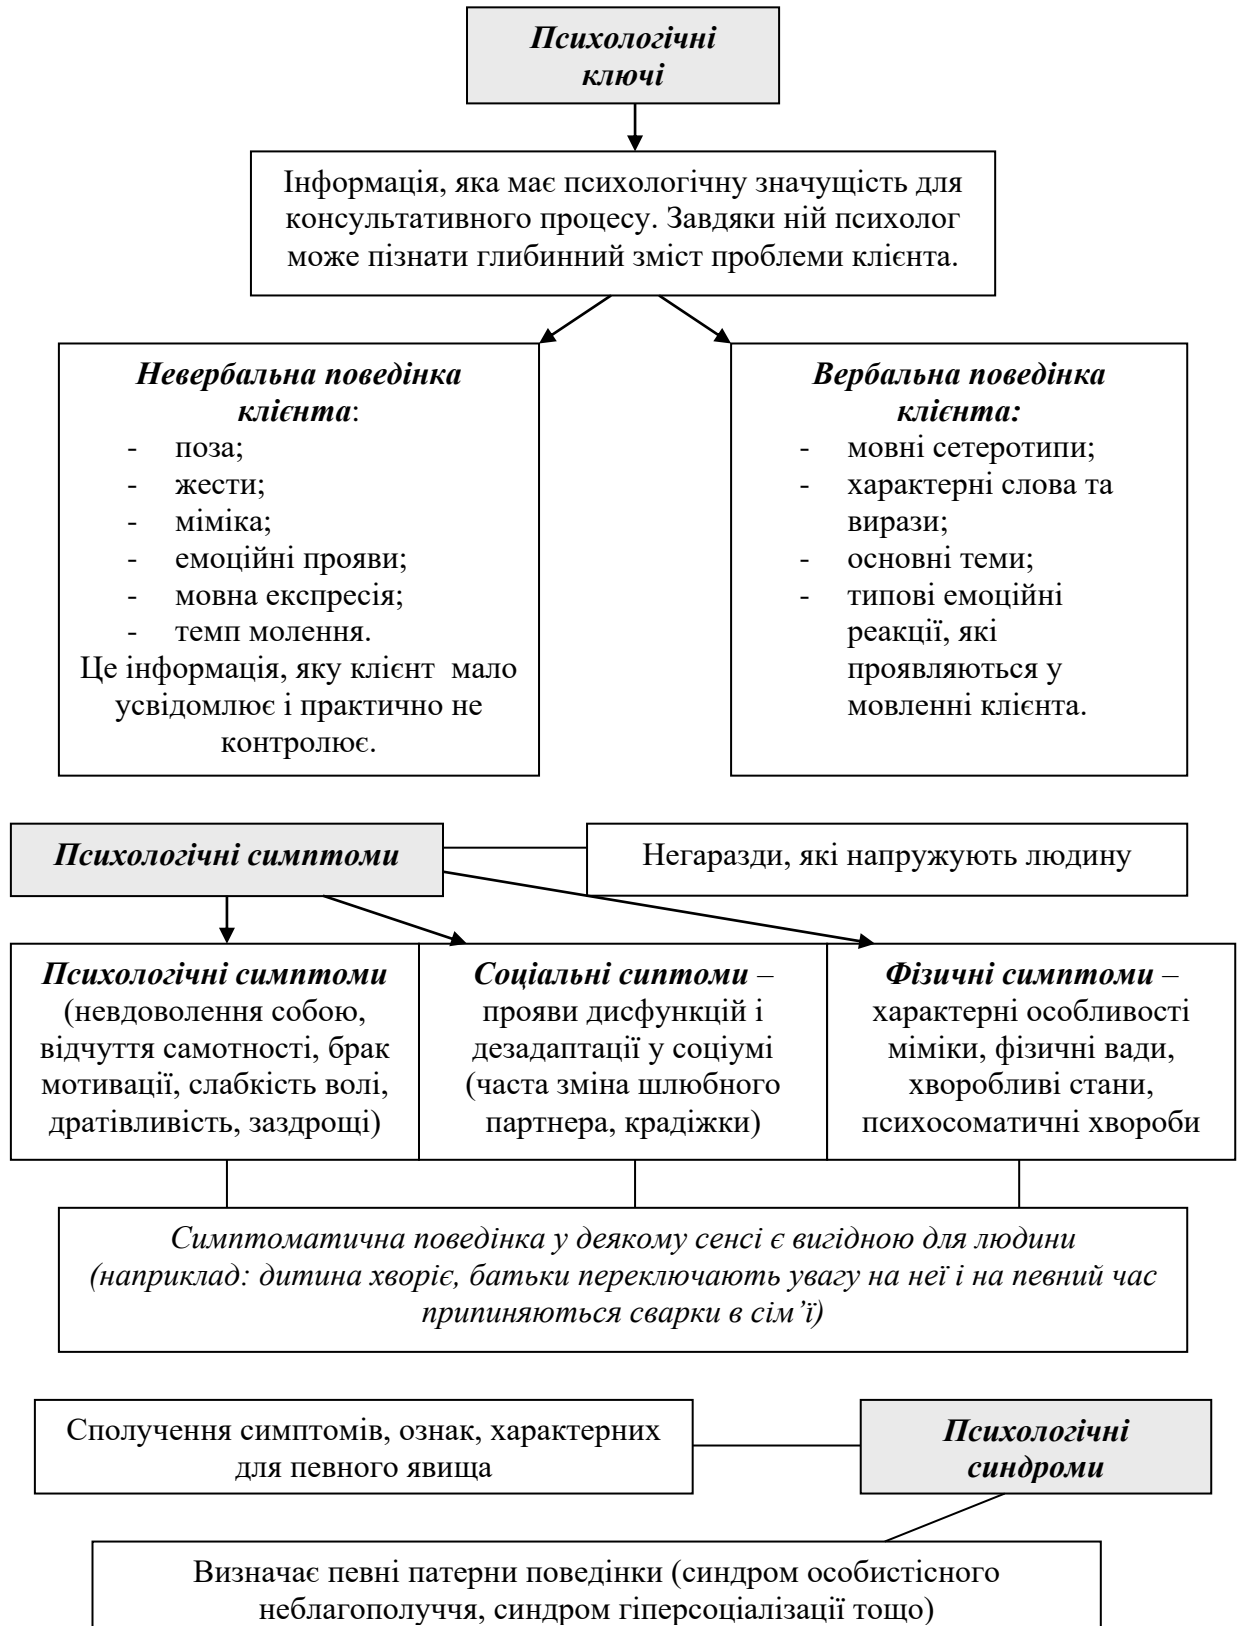 Психологічні
ключі
Інформація, яка має психологічну значущість для
консультативного процесу. Завдяки ній психолог
може пізнати глибинний зміст проблеми клієнта.
Невербальна поведінка
клієнта:
- поза;
- жести;
- міміка;
- емоційні прояви;
- мовна експресія;
- темп молення.
Це інформація, яку клієнт мало
усвідомлює і практично не
контролює.
Вербальна поведінка
клієнта:
- мовні сетеротипи;
- характерні слова та
вирази;
- основні теми;
- типові емоційні
реакції, які
проявляються у
мовленні клієнта.
Психологічні симптоми
Негаразди, які напружують людину
Психологічні симптоми
(невдоволення собою,
відчуття самотності, брак
мотивації, слабкість волі,
дратівливість, заздрощі)
Соціальні сиптоми –
прояви дисфункцій і
дезадаптації у соціумі
(часта зміна шлюбного
партнера, крадіжки)
Фізичні симптоми –
характерні особливості
міміки, фізичні вади,
хворобливі стани,
психосоматичні хвороби
Симптоматична поведінка у деякому сенсі є вигідною для людини
(наприклад: дитина хворіє, батьки переключають увагу на неї і на певний час
припиняються сварки в сім’ї)
Сполучення симптомів, ознак, характерних
для певного явища
Психологічні
синдроми
Визначає певні патерни поведінки (синдром особистісного
неблагополуччя, синдром гіперсоціалізації тощо)